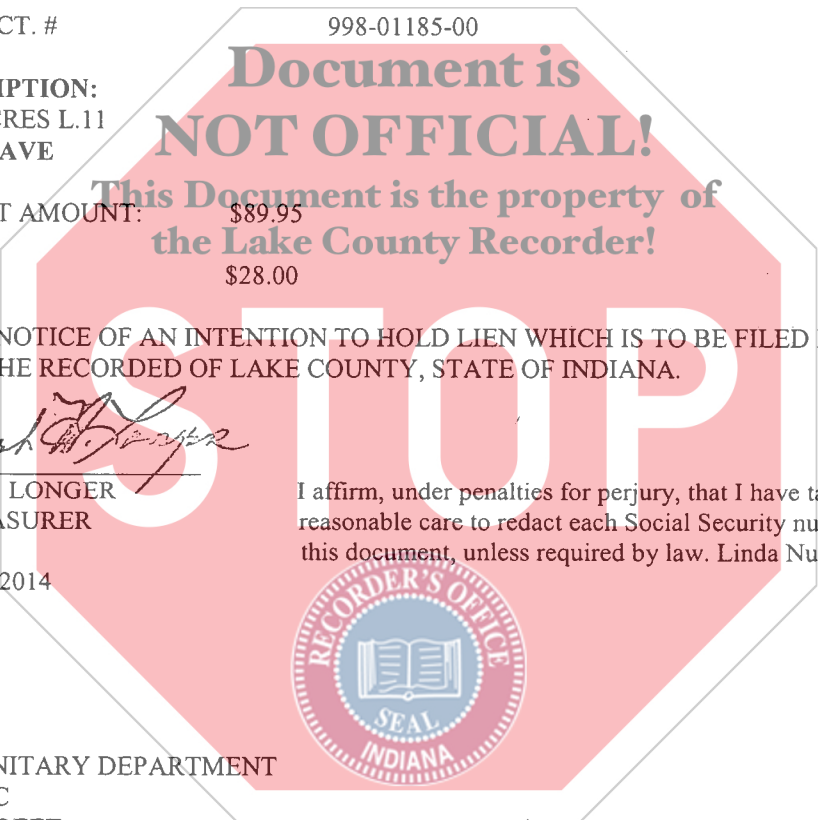 CT. # 998-01185-00
Document is
IPTION:
CRES L.11
NOT OFFICIAL!
AVE
This Document is the property of
T AMOUNT: $89.95
the Lake County Recorder!
$28.00
STOP
NOTICE OF AN INTENTION TO HOLD LIEN WHICH IS TO BE FILED
HE RECORDED OF LAKE COUNTY, STATE OF INDIANA.
LONGER
ASURER
I affirm, under penalties for perjury, that I have ta
reasonable care to redact each Social Security nu
this document, unless required by law. Linda Nu
2014
RECORDER'S OFFICE
SEAL
INDIANA
NITARY DEPARTMENT
C